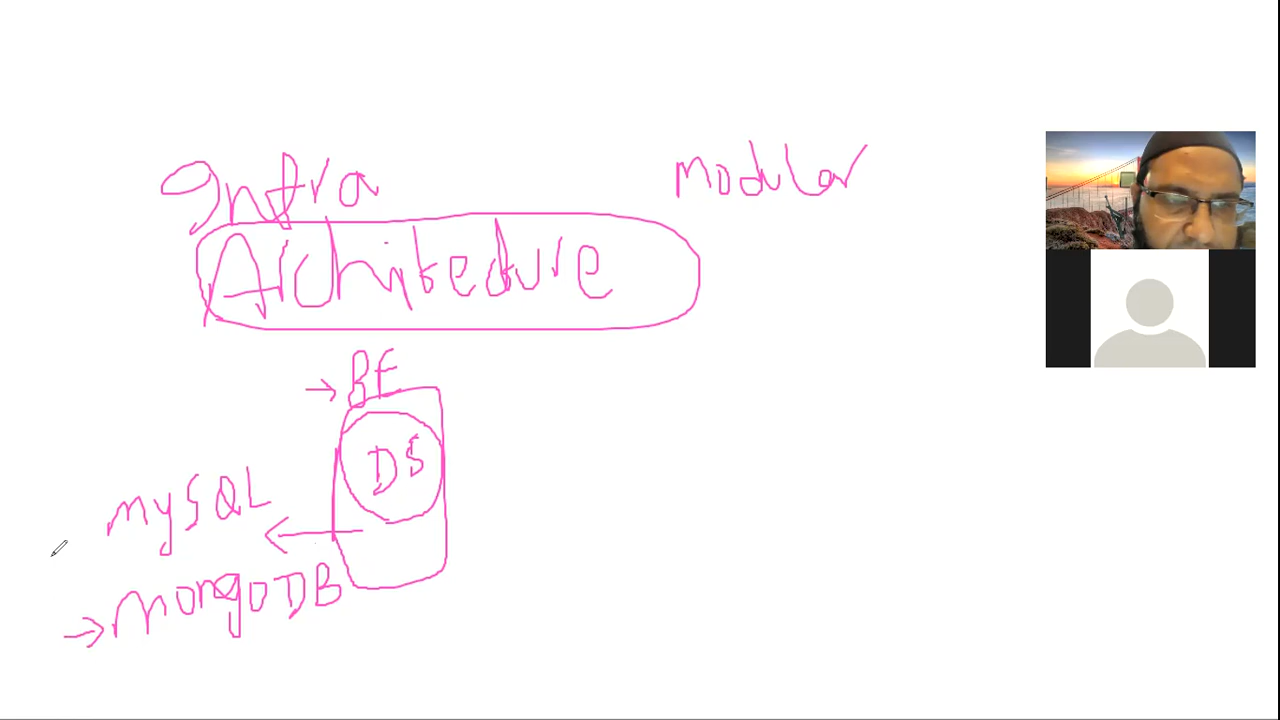 Infra
modular
Architecture
→ BE
DS
mySQL
→ MongoDB